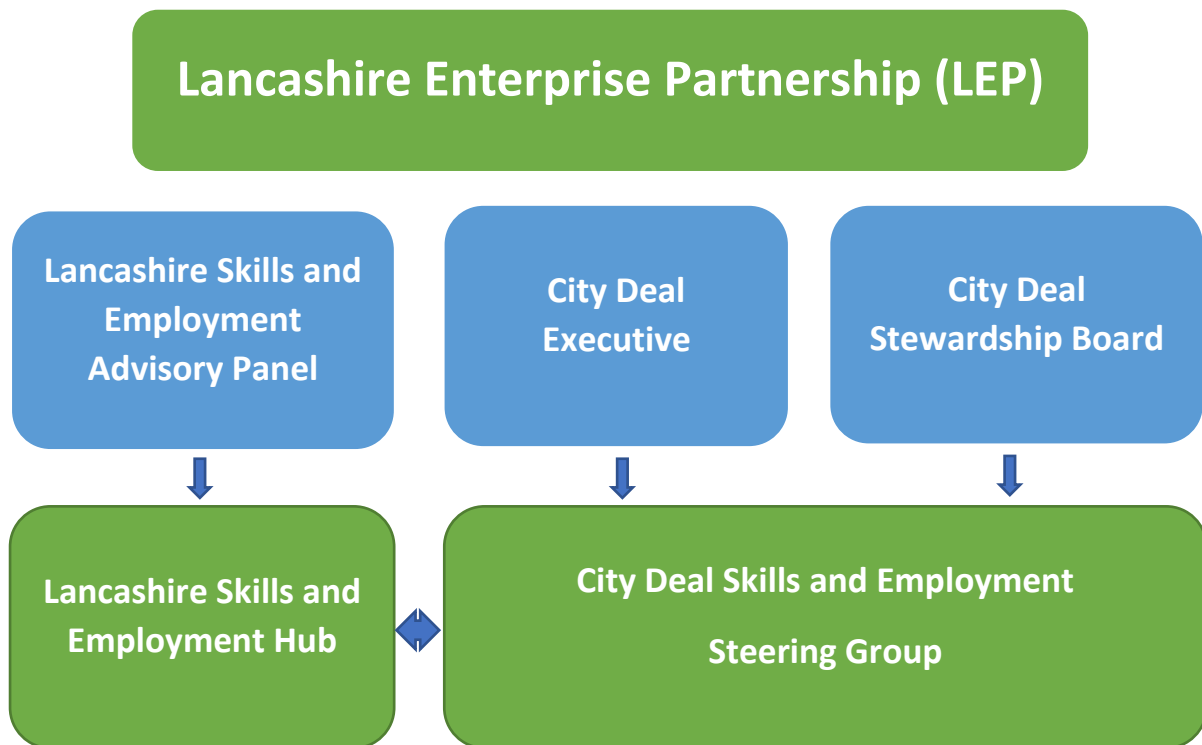 Lancashire Enterprise Partnership (LEP)
Lancashire Skills and
Employment
Advisory Panel
City Deal
Executive
City Deal
Stewardship Board
Lancashire Skills and
Employment Hub
City Deal Skills and Employment
Steering Group